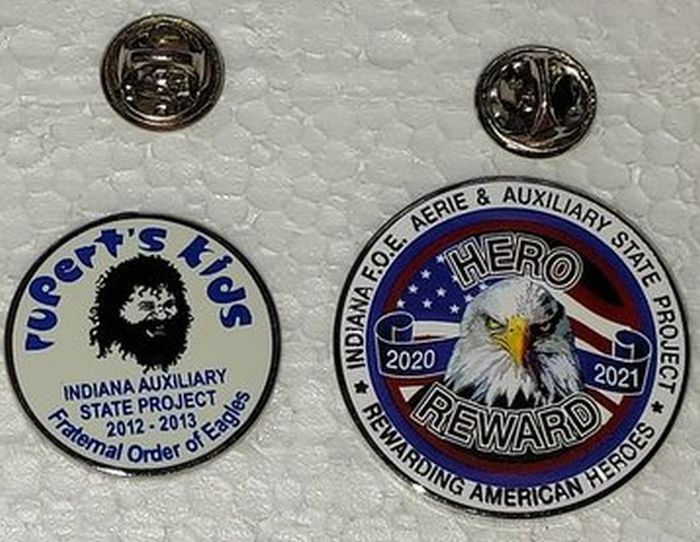 rupert's kids
INDIANA AUXILIARY
STATE PROJECT
2012 - 2013
Fraternal Order of Eagles
INDIANA F.O.E. AERIE & AUXILIARY STATE PROJECT
HERO
2020
2021
REWARD
★ REWARDING AMERICAN HEROES ★